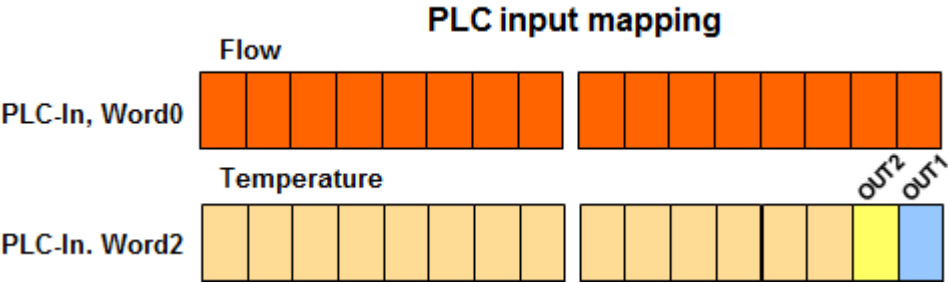 PLC input mapping
Flow
PLC-In, Word0
Temperature
OUT2
OUT1
PLC-In. Word2